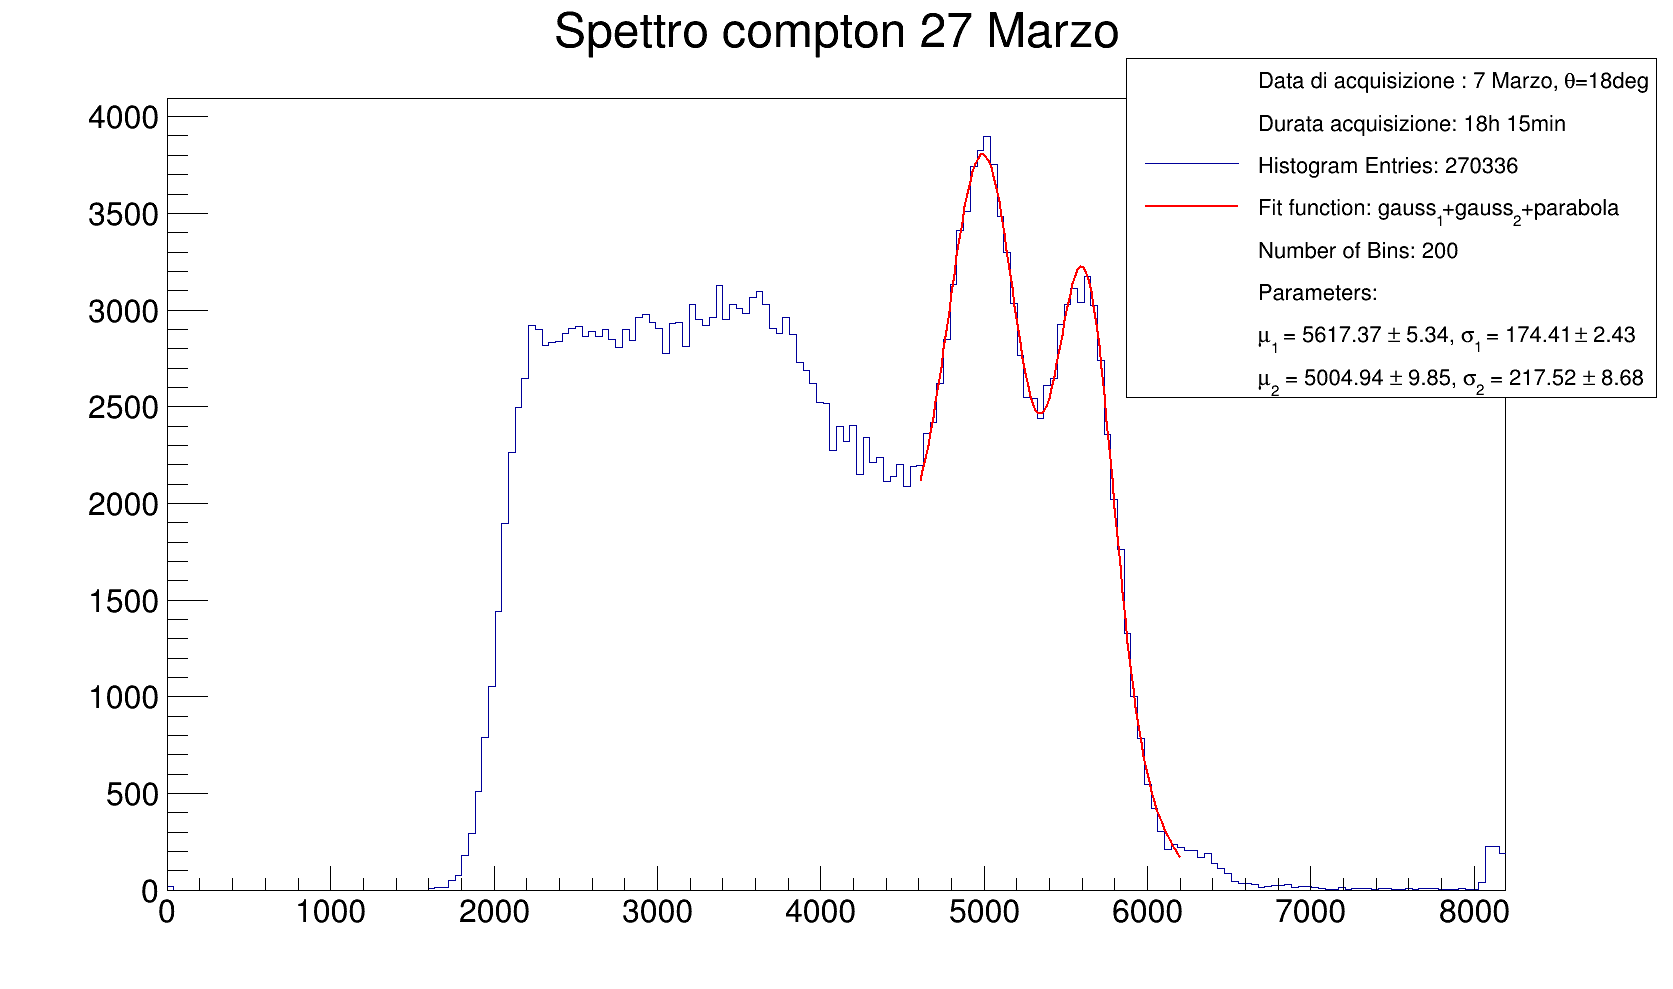 Spettro compton 27 Marzo
Data di acquisizione : 7 Marzo, θ=18deg
Durata acquisizione: 18h 15min
Histogram Entries: 270336
Fit function: gauss1+gauss2+parabola
Number of Bins: 200
Parameters:
μ1 = 5617.37 ± 5.34, σ1 = 174.41± 2.43
μ2 = 5004.94 ± 9.85, σ2 = 217.52 ± 8.68
4000
3500
3000
2500
2000
1500
1000
500
0
0 1000 2000 3000 4000 5000 6000 7000 8000